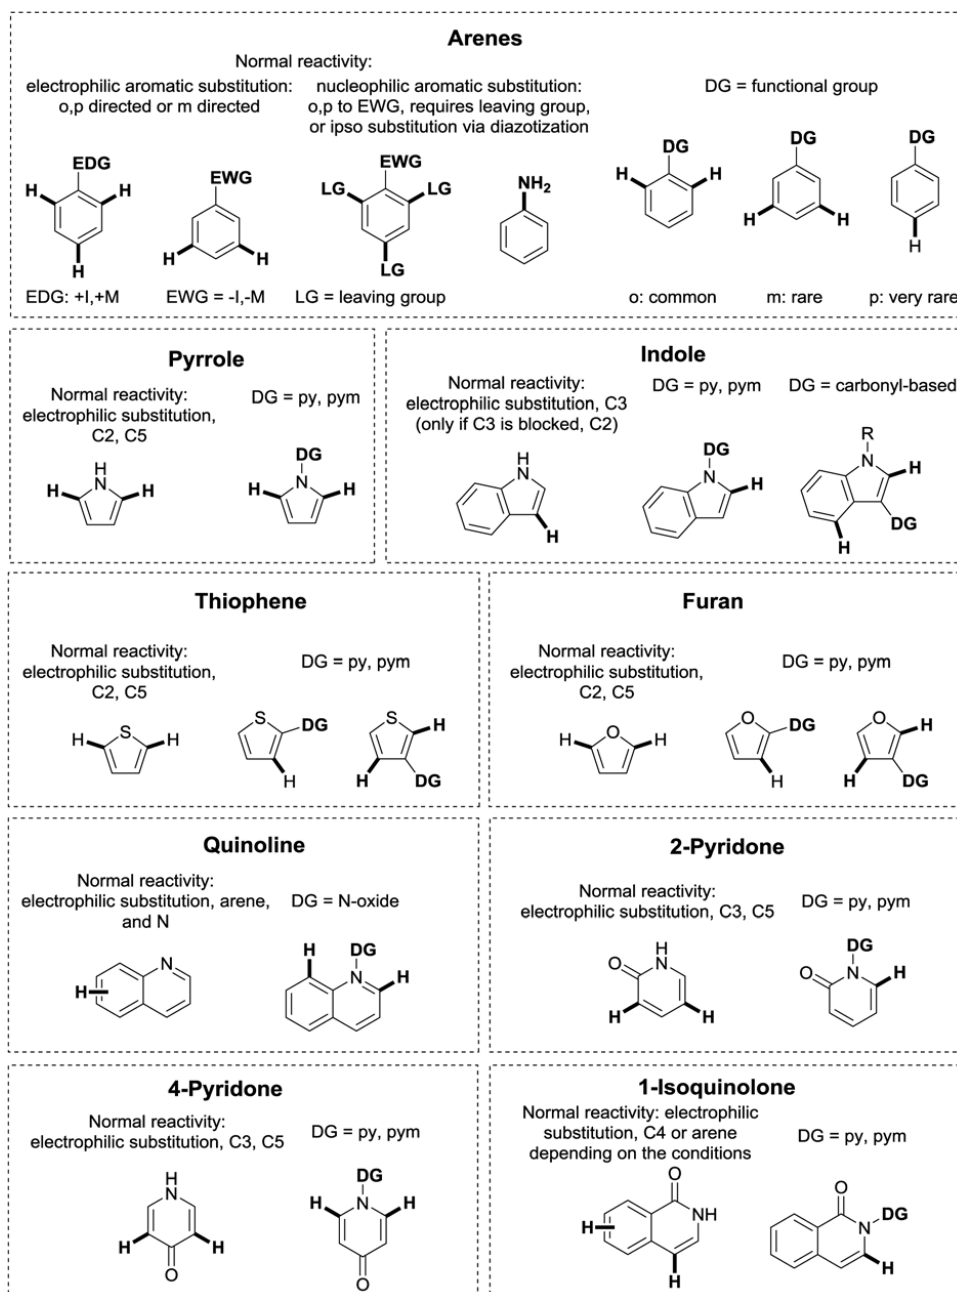 Arenes
Normal reactivity:
electrophilic aromatic substitution:
o,p directed or m directed
nucleophilic aromatic substitution:
o,p to EWG, requires leaving group,
or ipso substitution via diazotization
DG = functional group
EDG
H
H
H
EWG
H
H
EWG
LG
LG
LG
NH2
DG
H
H
DG
H
H
DG
H
EDG: +I,+M
EWG = -I,-M
LG = leaving group
o: common
m: rare
p: very rare
Pyrrole
Normal reactivity:
electrophilic substitution,
C2, C5
DG = py, pym
H
N
H
H
DG
N
H
H
Indole
Normal reactivity:
electrophilic substitution, C3
(only if C3 is blocked, C2)
DG = py, pym
DG = carbonyl-based
H
N
H
DG
N
H
R
N
H
DG
H
Thiophene
Normal reactivity:
electrophilic substitution,
C2, C5
DG = py, pym
S
H
H
S
DG
H
S
H
H
DG
Furan
Normal reactivity:
electrophilic substitution,
C2, C5
DG = py, pym
O
H
H
O
DG
H
O
H
H
DG
Quinoline
Normal reactivity:
electrophilic substitution, arene,
and N
DG = N-oxide
N
H
H
DG
N
H
2-Pyridone
Normal reactivity:
electrophilic substitution, C3, C5
DG = py, pym
H
O
N
H
H
DG
O
N
H
4-Pyridone
Normal reactivity:
electrophilic substitution, C3, C5
DG = py, pym
H
N
H
H
O
DG
H
N
H
O
1-Isoquinolone
Normal reactivity: electrophilic
substitution, C4 or arene
depending on the conditions
DG = py, pym
O
H
NH
H
O
N
DG
H